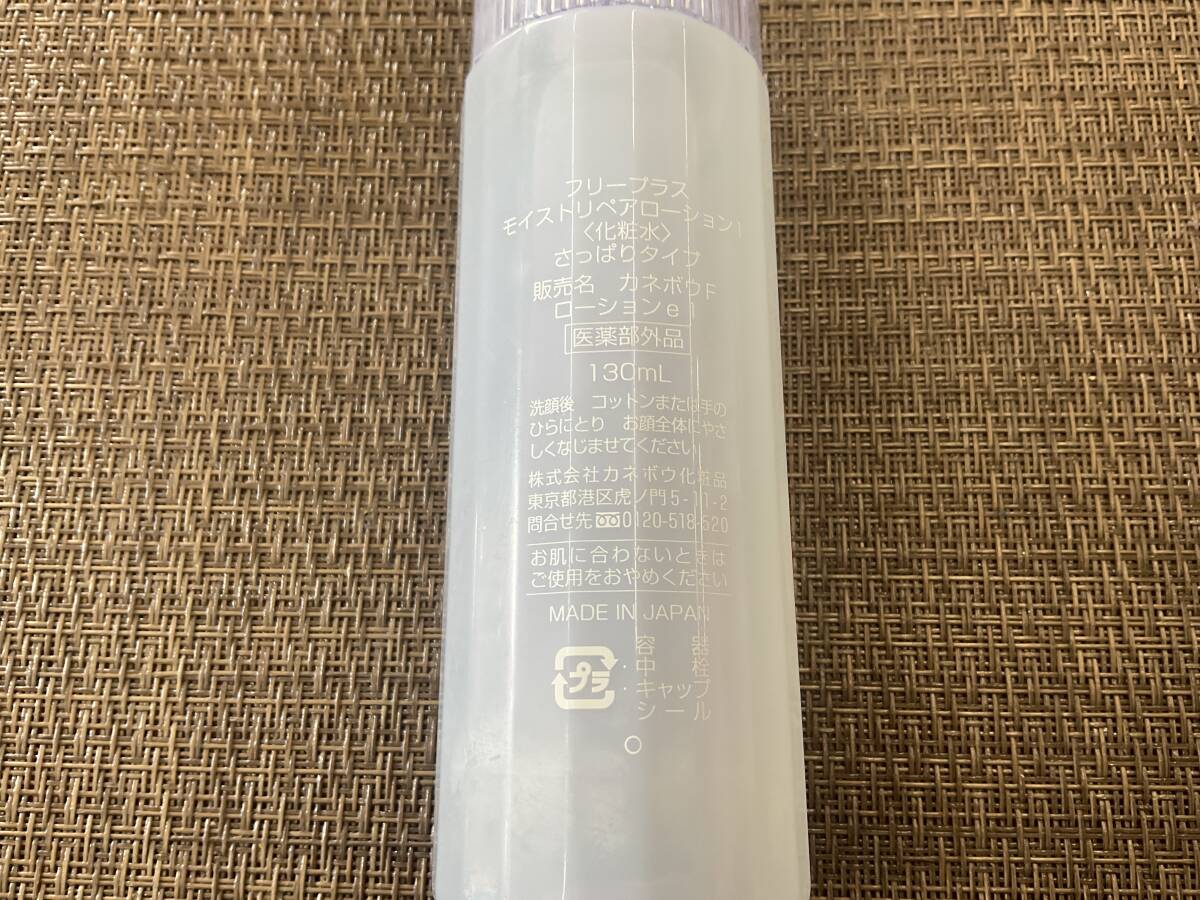 フリープラス
モイストリペアローション1
〈化粧水〉
さっぱりタイプ
販売名 カネボウF
ローションe1
医薬部外品
130mL
洗顔後 コットンまたは手の
ひらにとり お顔全体にやさ
しくなじませてください
株式会社カネボウ化粧品
東京都港区虎ノ門5-11-2
問合せ先 0120-518-520
お肌に合わないときは
ご使用をおやめください
MADE IN JAPAN
プラ
容器
・中栓
・キャップ
シール